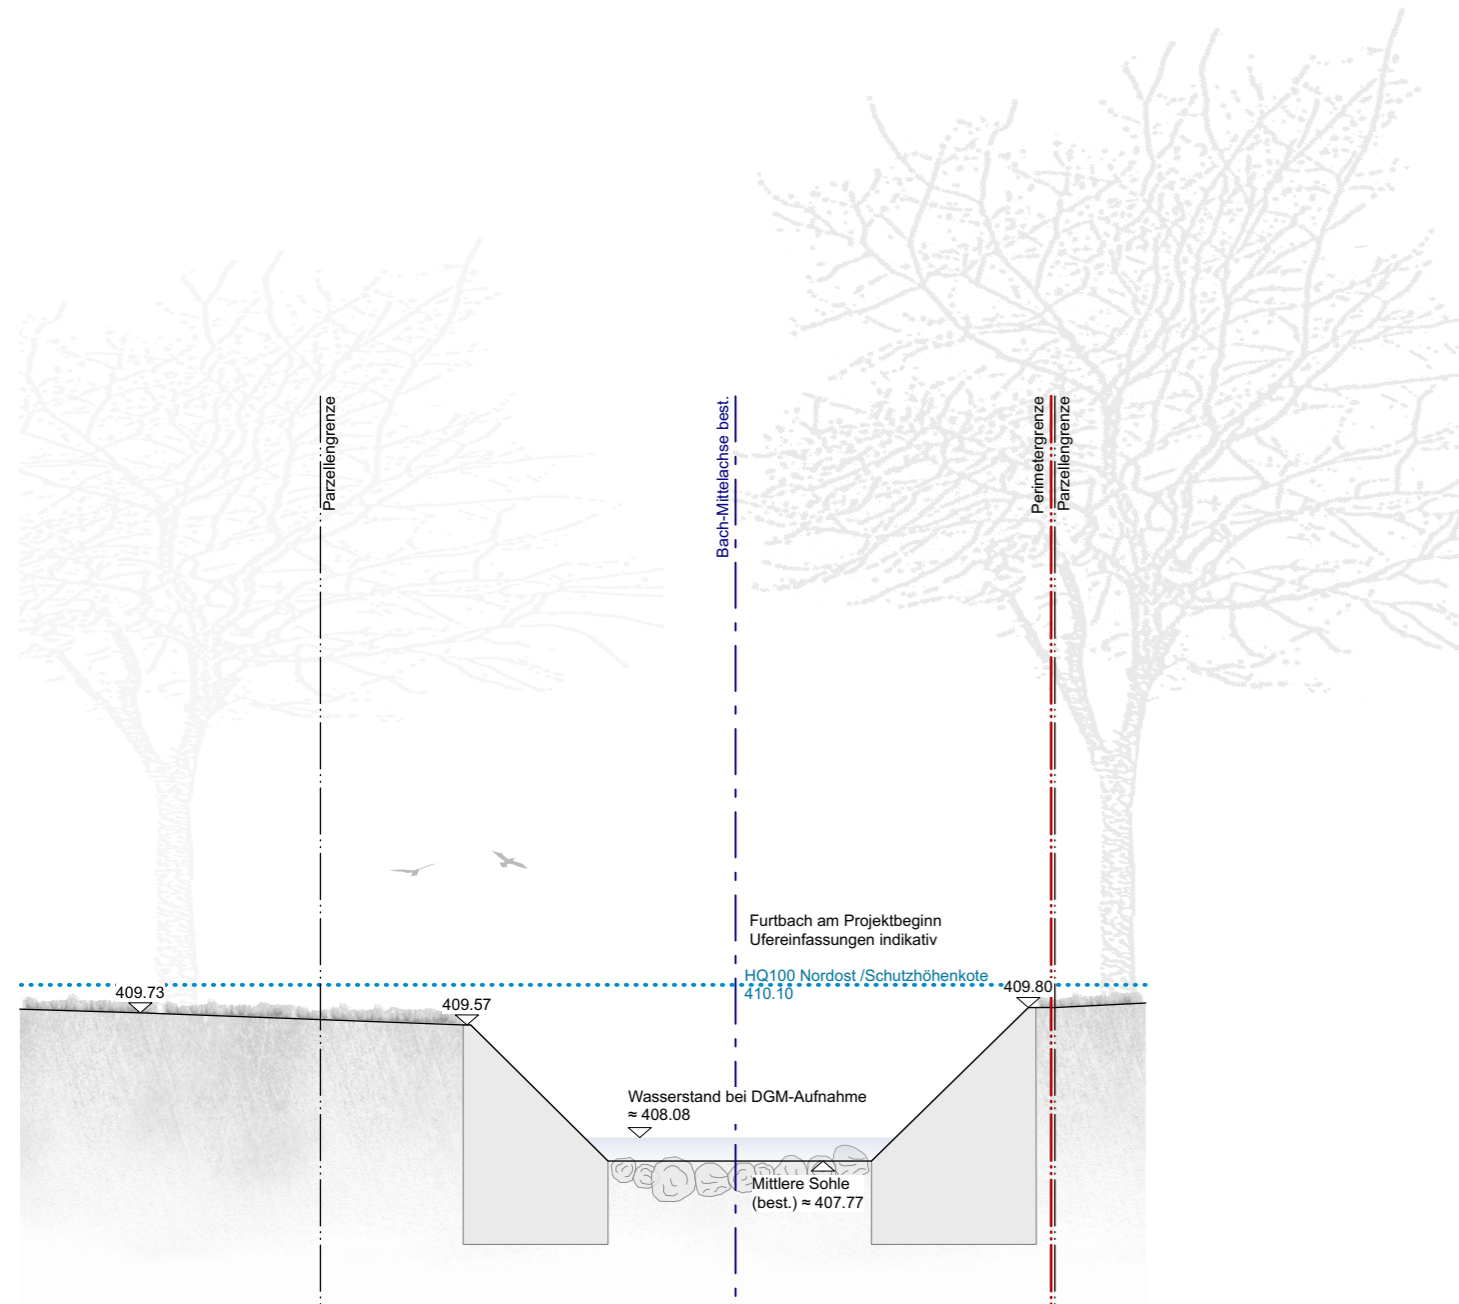 Parzellengrenze
Bach-Mittelachse best.
Perimetergrenze
Parzellengrenze
Furtbach am Projektbeginn
Ufereinfassungen indikativ
HQ100 Nordost /Schutzhöhenkote
410.10
409.73
409.57
409.80
Wasserstand bei DGM-Aufnahme
≈ 408.08
Mittlere Sohle
(best.) ≈ 407.77